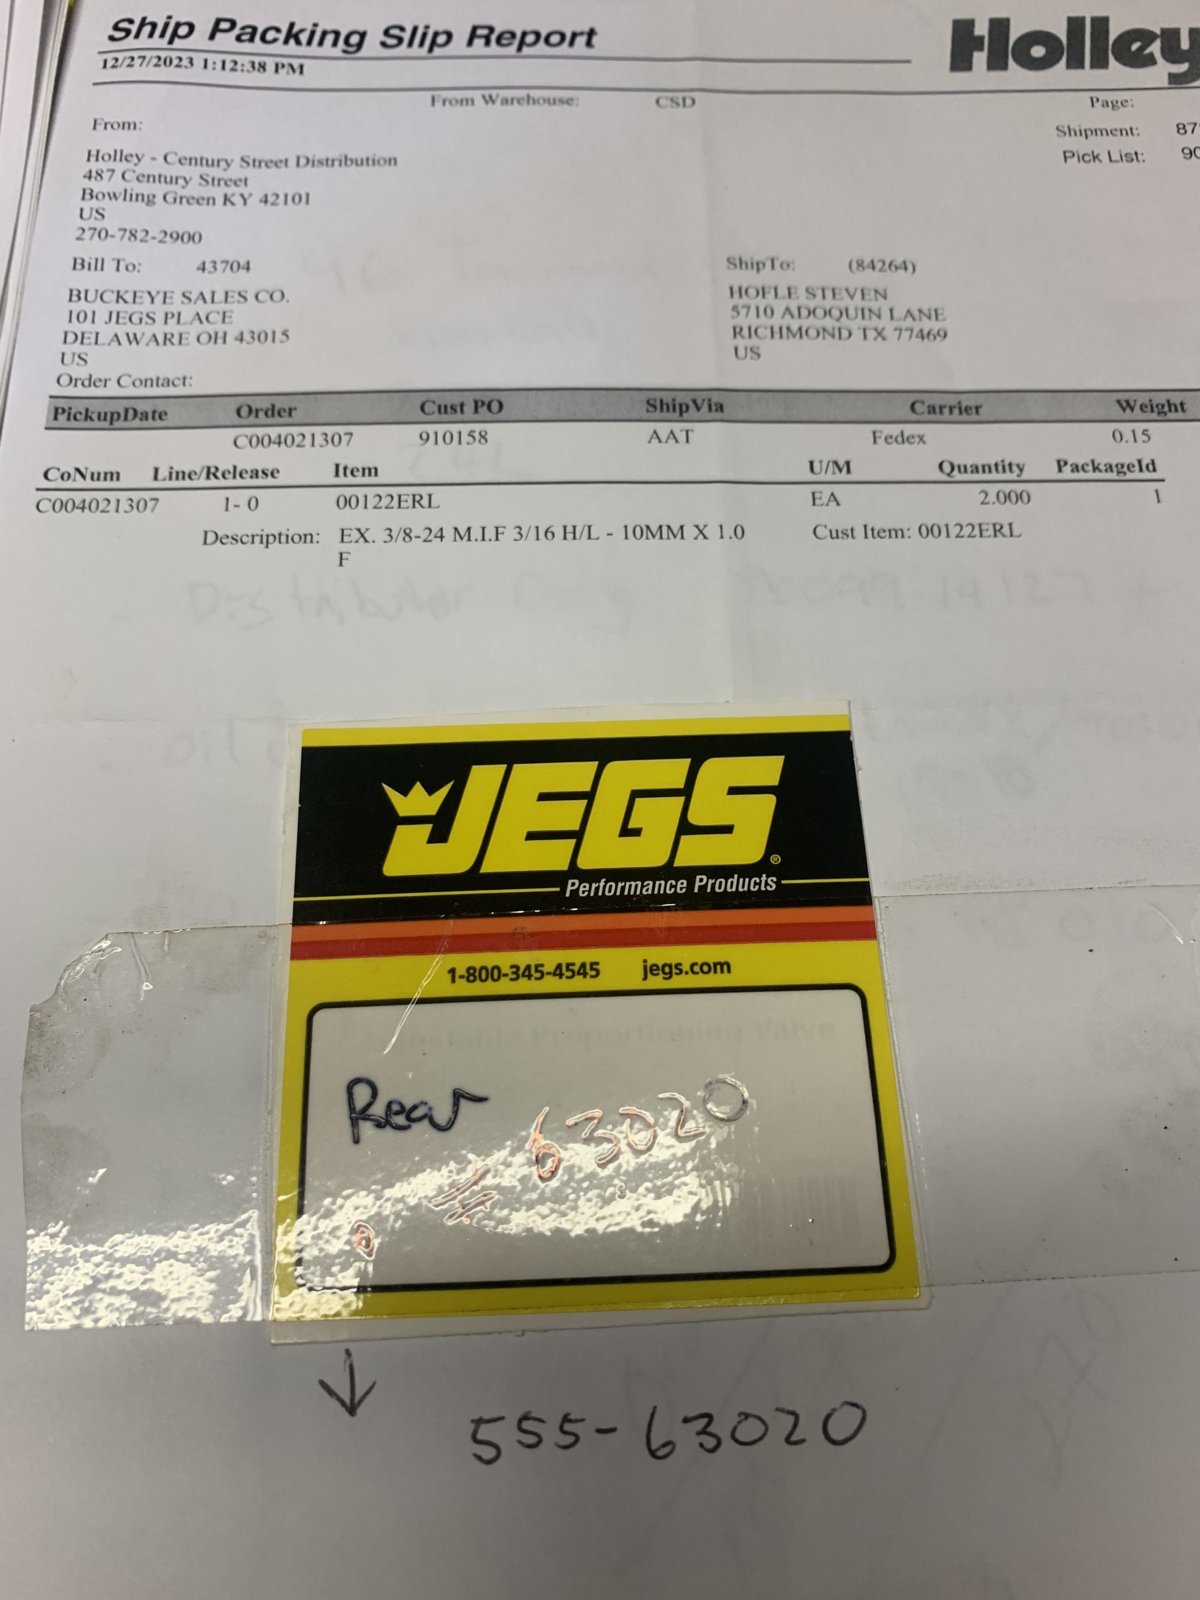 Ship Packing Slip Report
Holley
12/27/2023 1:12:38 PM
From Warehouse: CSD
Page:
From:
Shipment: 87
Pick List: 90
Holley - Century Street Distribution
487 Century Street
Bowling Green KY 42101
US
270-782-2900
Bill To: 43704
BUCKEYE SALES CO.
101 JEGS PLACE
DELAWARE OH 43015
US
Order Contact:
ShipTo: (84264)
HOFLE STEVEN
5710 ADOQUIN LANE
RICHMOND TX 77469
US
PickupDate Order Cust PO ShipVia Carrier Weight
C004021307 910158 AAT Fedex 0.15
CoNum Line/Release Item U/M Quantity PackageId
C004021307 1- 0 00122ERL EA 2.000 1
Description: EX. 3/8-24 M.I.F 3/16 H/L - 10MM X 1.0
F
Cust Item: 00122ERL
Distributor
JEGS®
Performance Products
1-800-345-4545 jegs.com
Adjustable Proportioning Valve
Rear
# 63020
555-63020